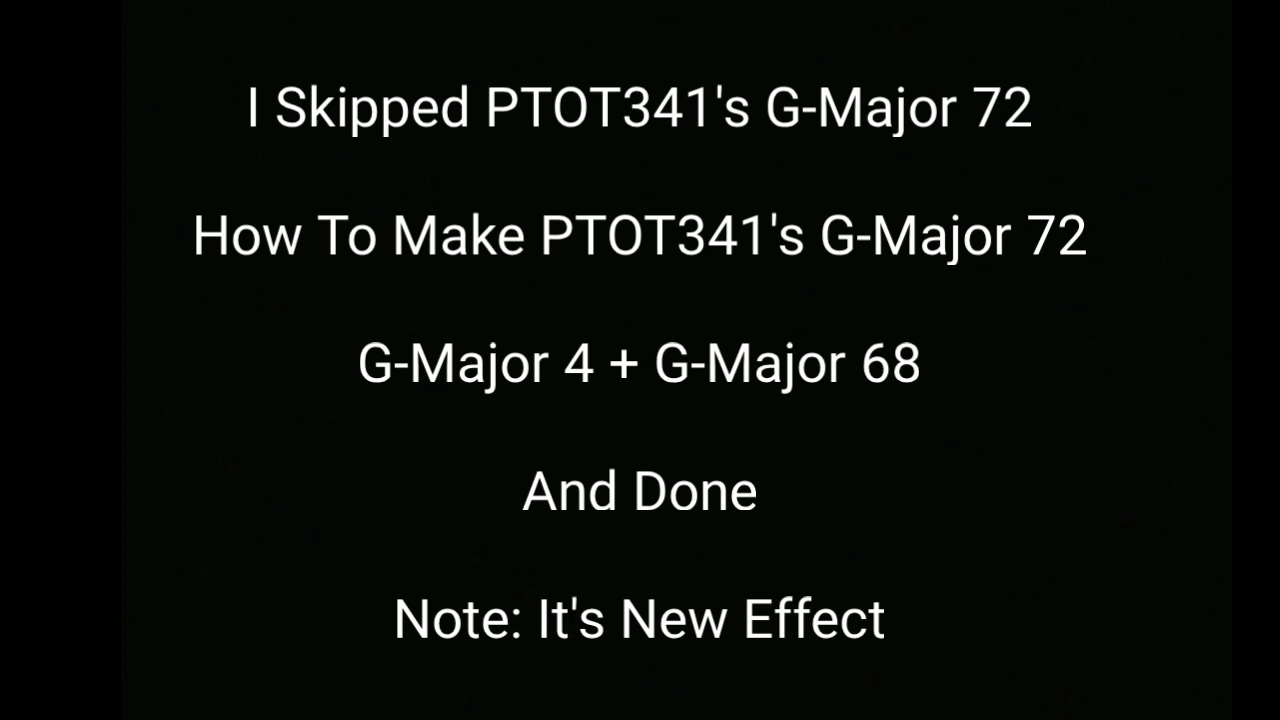 I Skipped PTOT341's G-Major 72
How To Make PTOT341's G-Major 72
G-Major 4 + G-Major 68
And Done
Note: It's New Effect